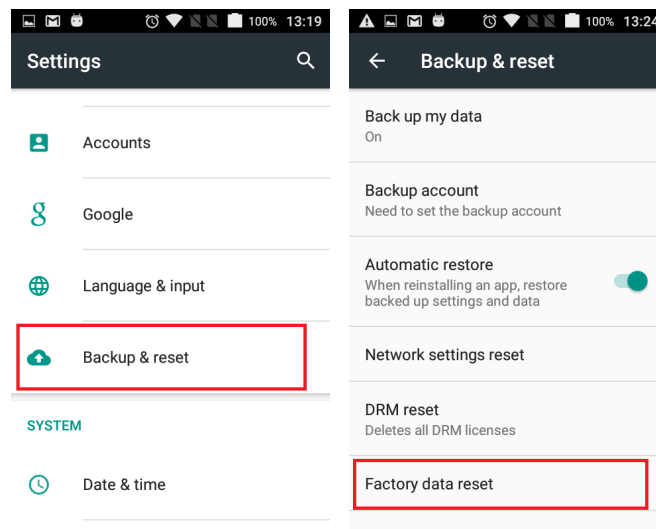 100% 13:19
Settings
Accounts
Google
Language & input
Backup & reset
SYSTEM
Date & time
100% 13:24
Backup & reset
Back up my data
On
Backup account
Need to set the backup account
Automatic restore
When reinstalling an app, restore
backed up settings and data
Network settings reset
DRM reset
Deletes all DRM licenses
Factory data reset